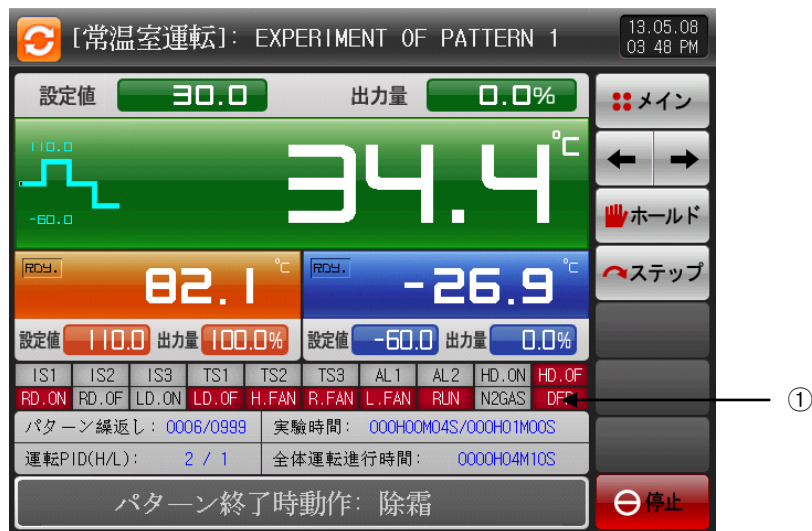 [常温室運転]: EXPERIMENT OF PATTERN 1
13.05.08
03 48 PM
設定値 30.0 出力量 0.0%
メイン
110.0
-60.0
34.4 ℃
ホールド
ステップ
RDY. 82.1 ℃
RDY. -26.9 ℃
設定値 110.0 出力量 100.0%
設定値 -60.0 出力量 0.0%
IS1 IS2 IS3 TS1 TS2 TS3 AL1 AL2 HD.ON HD.OF
RD.ON RD.OF LD.ON LD.OF H.FAN R.FAN L.FAN RUN N2GAS
①
パターン繰返し: 0006/0999 実験時間: 000H00M04S/000H01M00S
運転PID(H/L): 2 / 1 全体運転進行時間: 0000H04M10S
パターン終了時動作: 除霜
停止